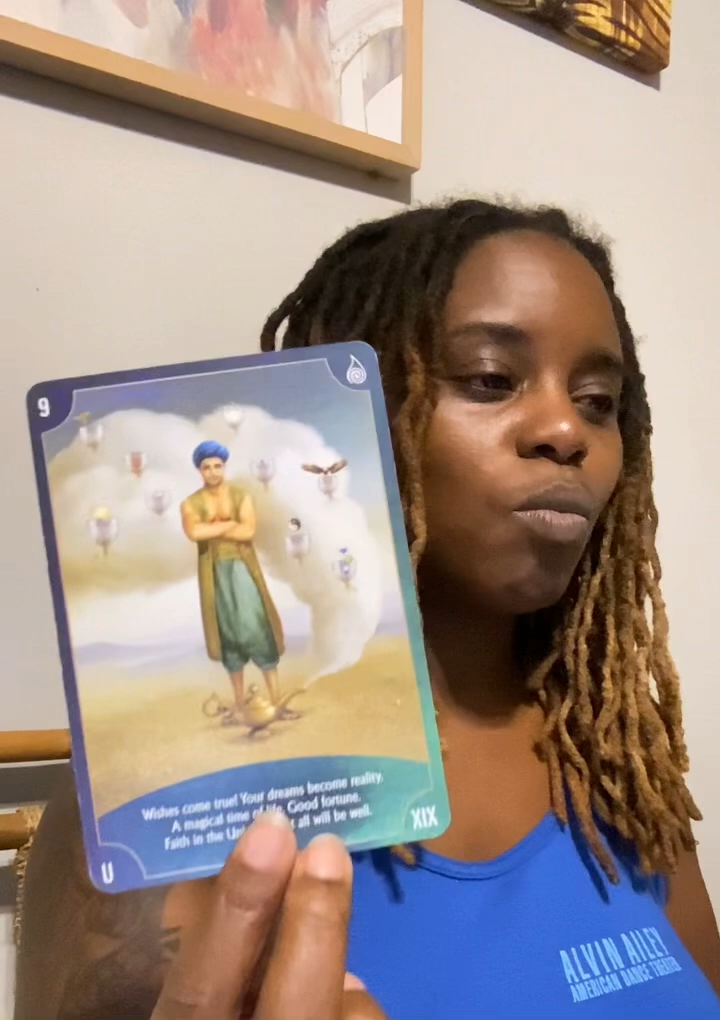 9
Wishes come true! Your dreams become reality.
A magical time of life. Good fortune.
Faith in the all will be well.
U
XIX
ALVIN AILEY
AMERICAN DANCE THEATER